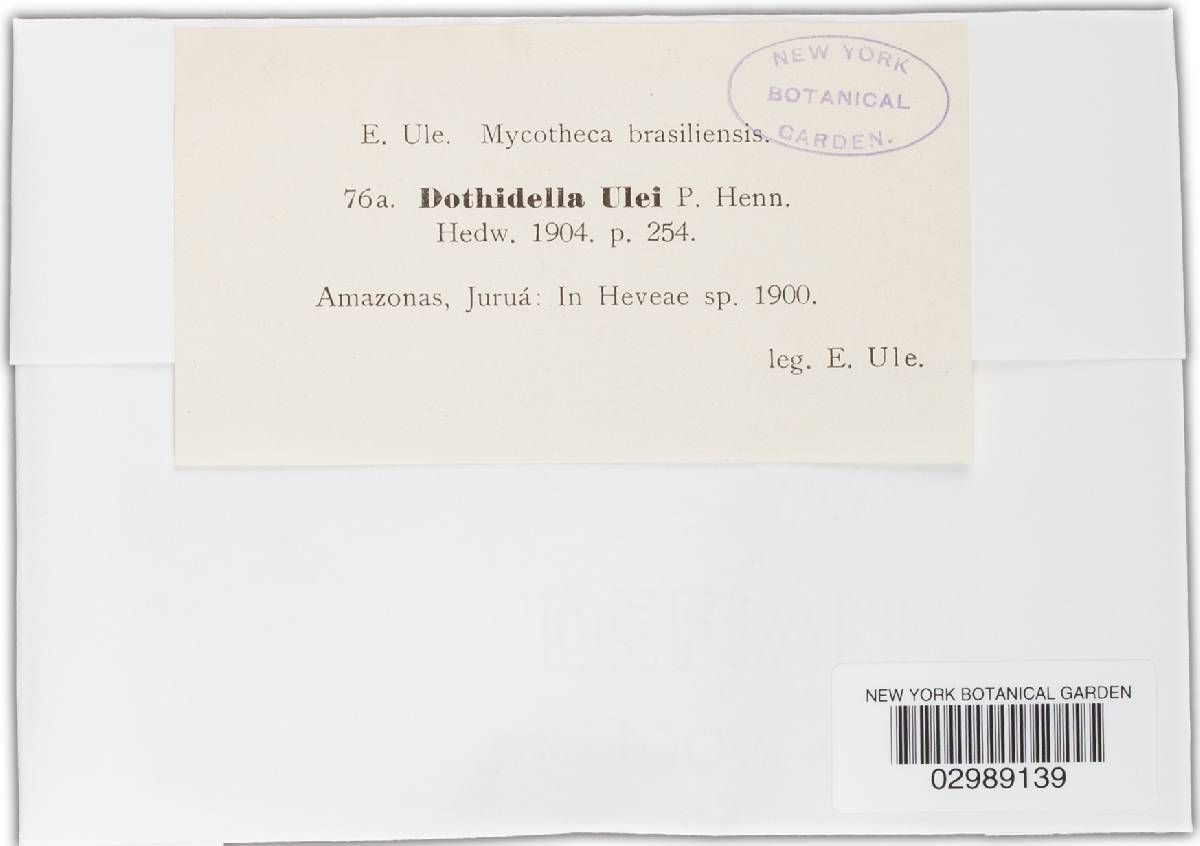 NEW YORK
BOTANICAL
GARDEN.
E. Ule. Mycotheca brasiliensis.
76a. Dothidella Ulei P. Henn.
Hedw. 1904. p. 254.
Amazonas, Juruá: In Heveae sp. 1900.
leg. E. Ule.
NEW YORK BOTANICAL GARDEN
02989139